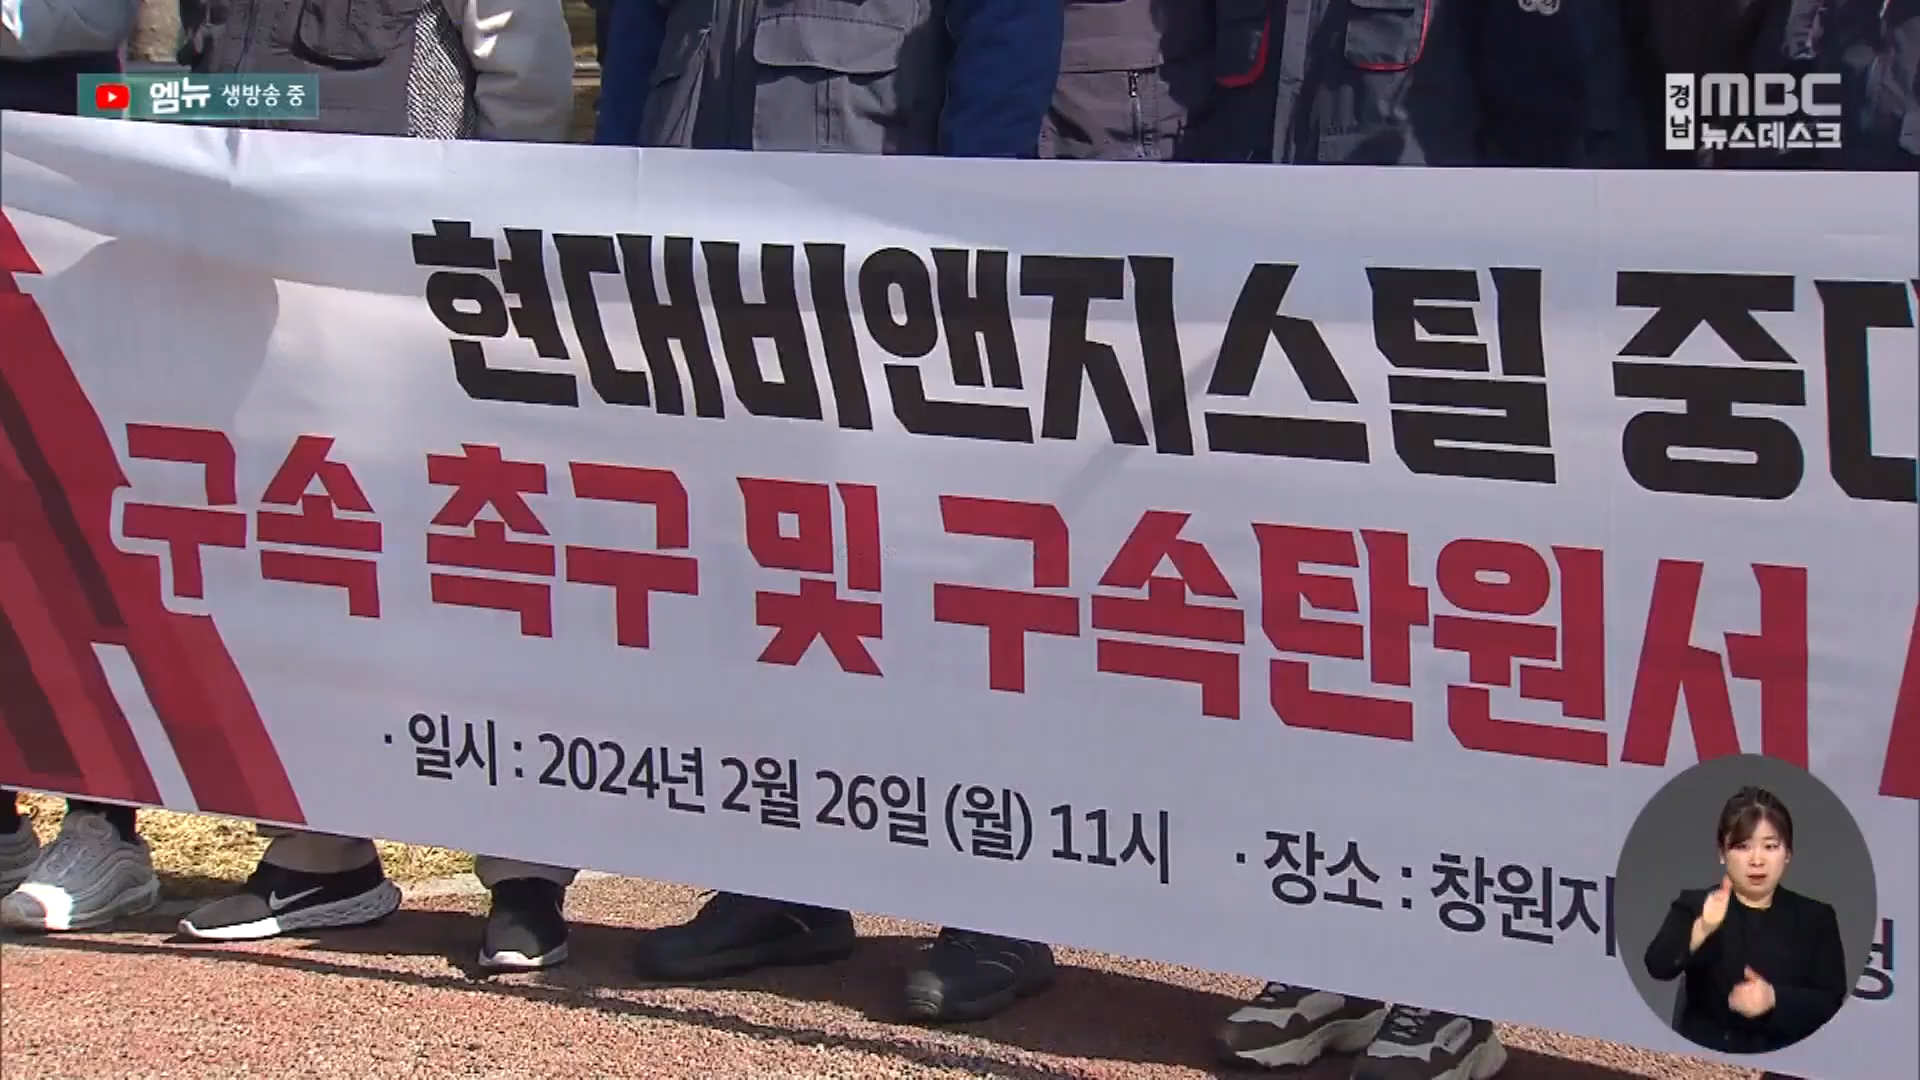 엠뉴 생방송 중
경남 MBC
뉴스데스크
현대비앤지스틸 중대
구속 촉구 및 구속탄원서
· 일시 : 2024년 2월 26일 (월) 11시 · 장소 : 창원지